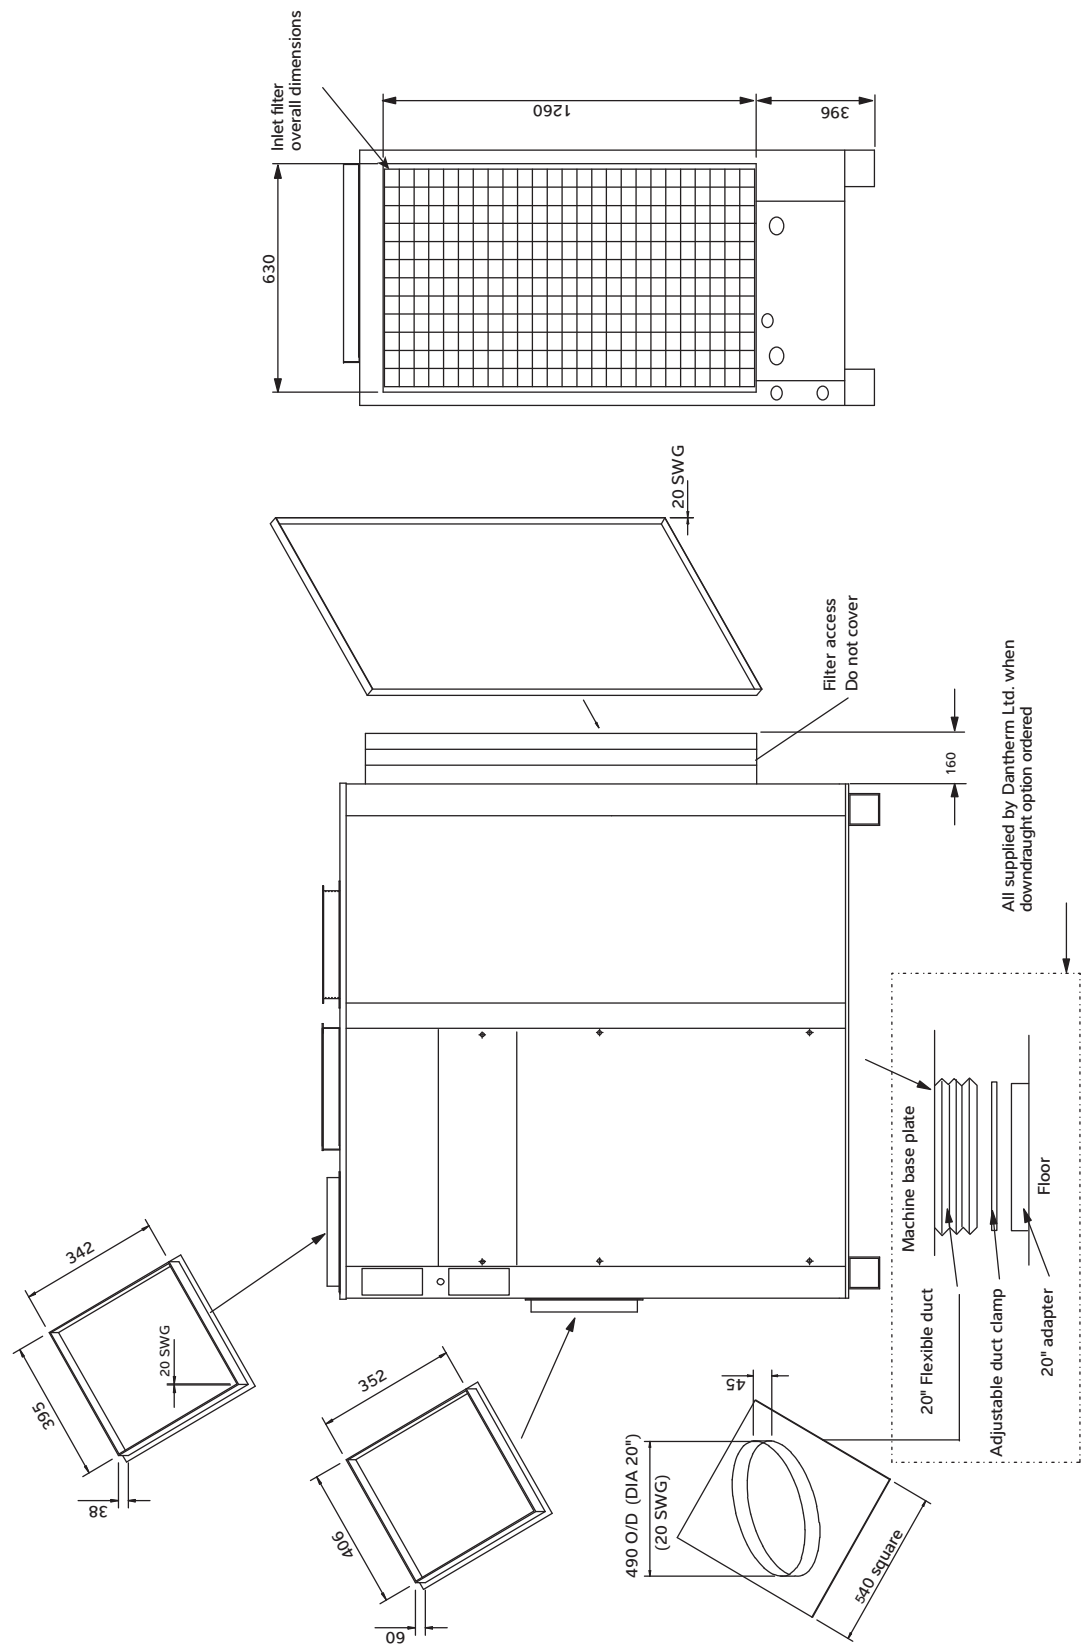 Inlet filter
overall dimensions
630
1260
396
20 SWG
Filter access
Do not cover
160
All supplied by Dantherm Ltd. when
downdraught option ordered
342
395
20 SWG
38
352
406
60
Machine base plate
Floor
20" Flexible duct
Adjustable duct clamp
20" adapter
490 O/D (DIA 20")
(20 SWG)
45
540 square